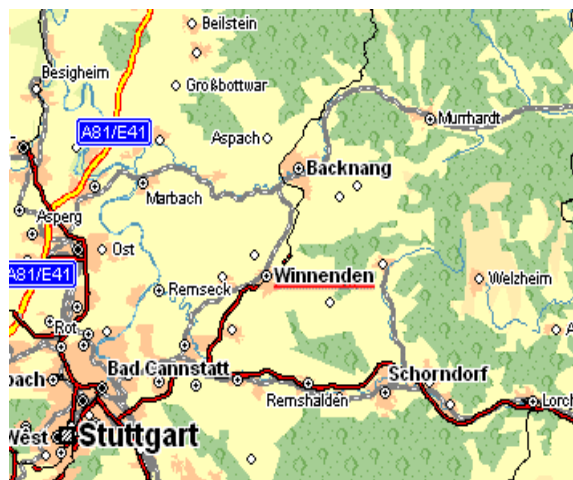 Beilstein
Besigheim
Großbottwar
A81/E41
Aspach
Murrhardt
Backnang
Marbach
Asperg
Ost
A81/E41
Winnenden
Welzheim
Remseck
Rot
Bad Cannstatt
bach
Schorndorf
Remshalden
Lorch
West
Stuttgart